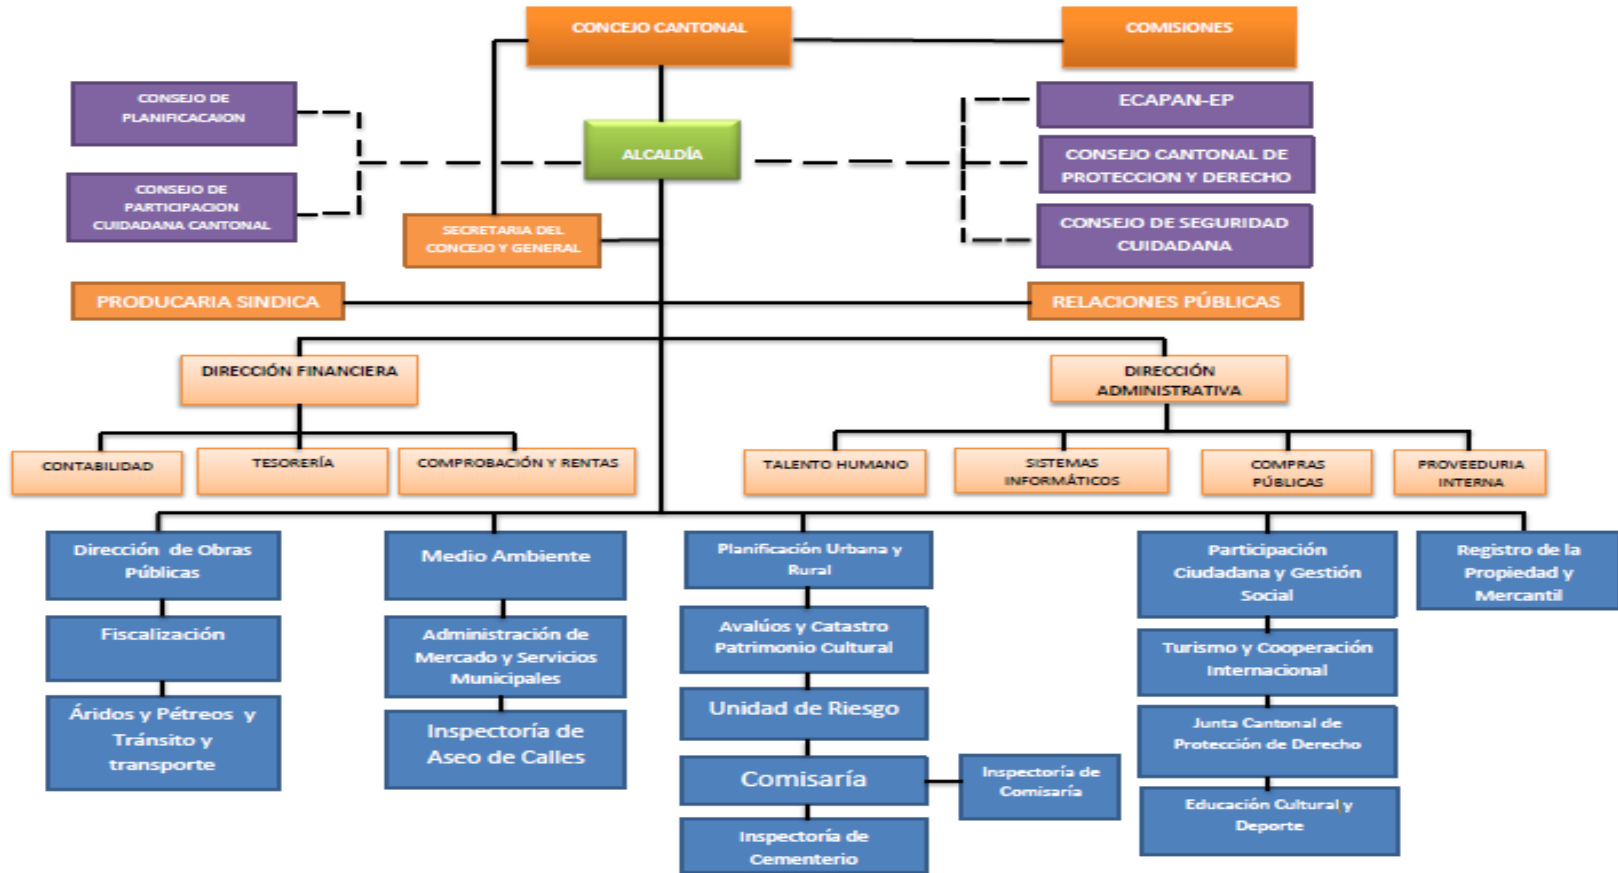 CONCEJO CANTONAL
COMISIONES
CONSEJO DE
PLANIFICACAION
ECAPAN-EP
ALCALDÍA
CONSEJO CANTONAL DE
PROTECCION Y DERECHO
CONSEJO DE
PARTICIPACION
CUIDADANA CANTONAL
SECRETARIA DEL
CONCEJO Y GENERAL
CONSEJO DE SEGURIDAD
CUIDADANA
PRODUCARIA SINDICA
RELACIONES PÚBLICAS
DIRECCIÓN FINANCIERA
DIRECCIÓN
ADMINISTRATIVA
CONTABILIDAD
TESORERÍA
COMPROBACIÓN Y RENTAS
TALENTO HUMANO
SISTEMAS
INFORMÁTICOS
COMPRAS
PÚBLICAS
PROVEEDURIA
INTERNA
Dirección de Obras
Públicas
Medio Ambiente
Planificación Urbana y
Rural
Participación
Ciudadana y Gestión
Social
Registro de la
Propiedad y
Mercantil
Fiscalización
Administración de
Mercado y Servicios
Municipales
Avalúos y Catastro
Patrimonio Cultural
Turismo y Cooperación
Internacional
Áridos y Pétreos y
Tránsito y
transporte
Inspectoría de
Aseo de Calles
Unidad de Riesgo
Junta Cantonal de
Protección de Derecho
Comisaría
Inspectoría de
Comisaría
Educación Cultural y
Deporte
Inspectoría de
Cementerio